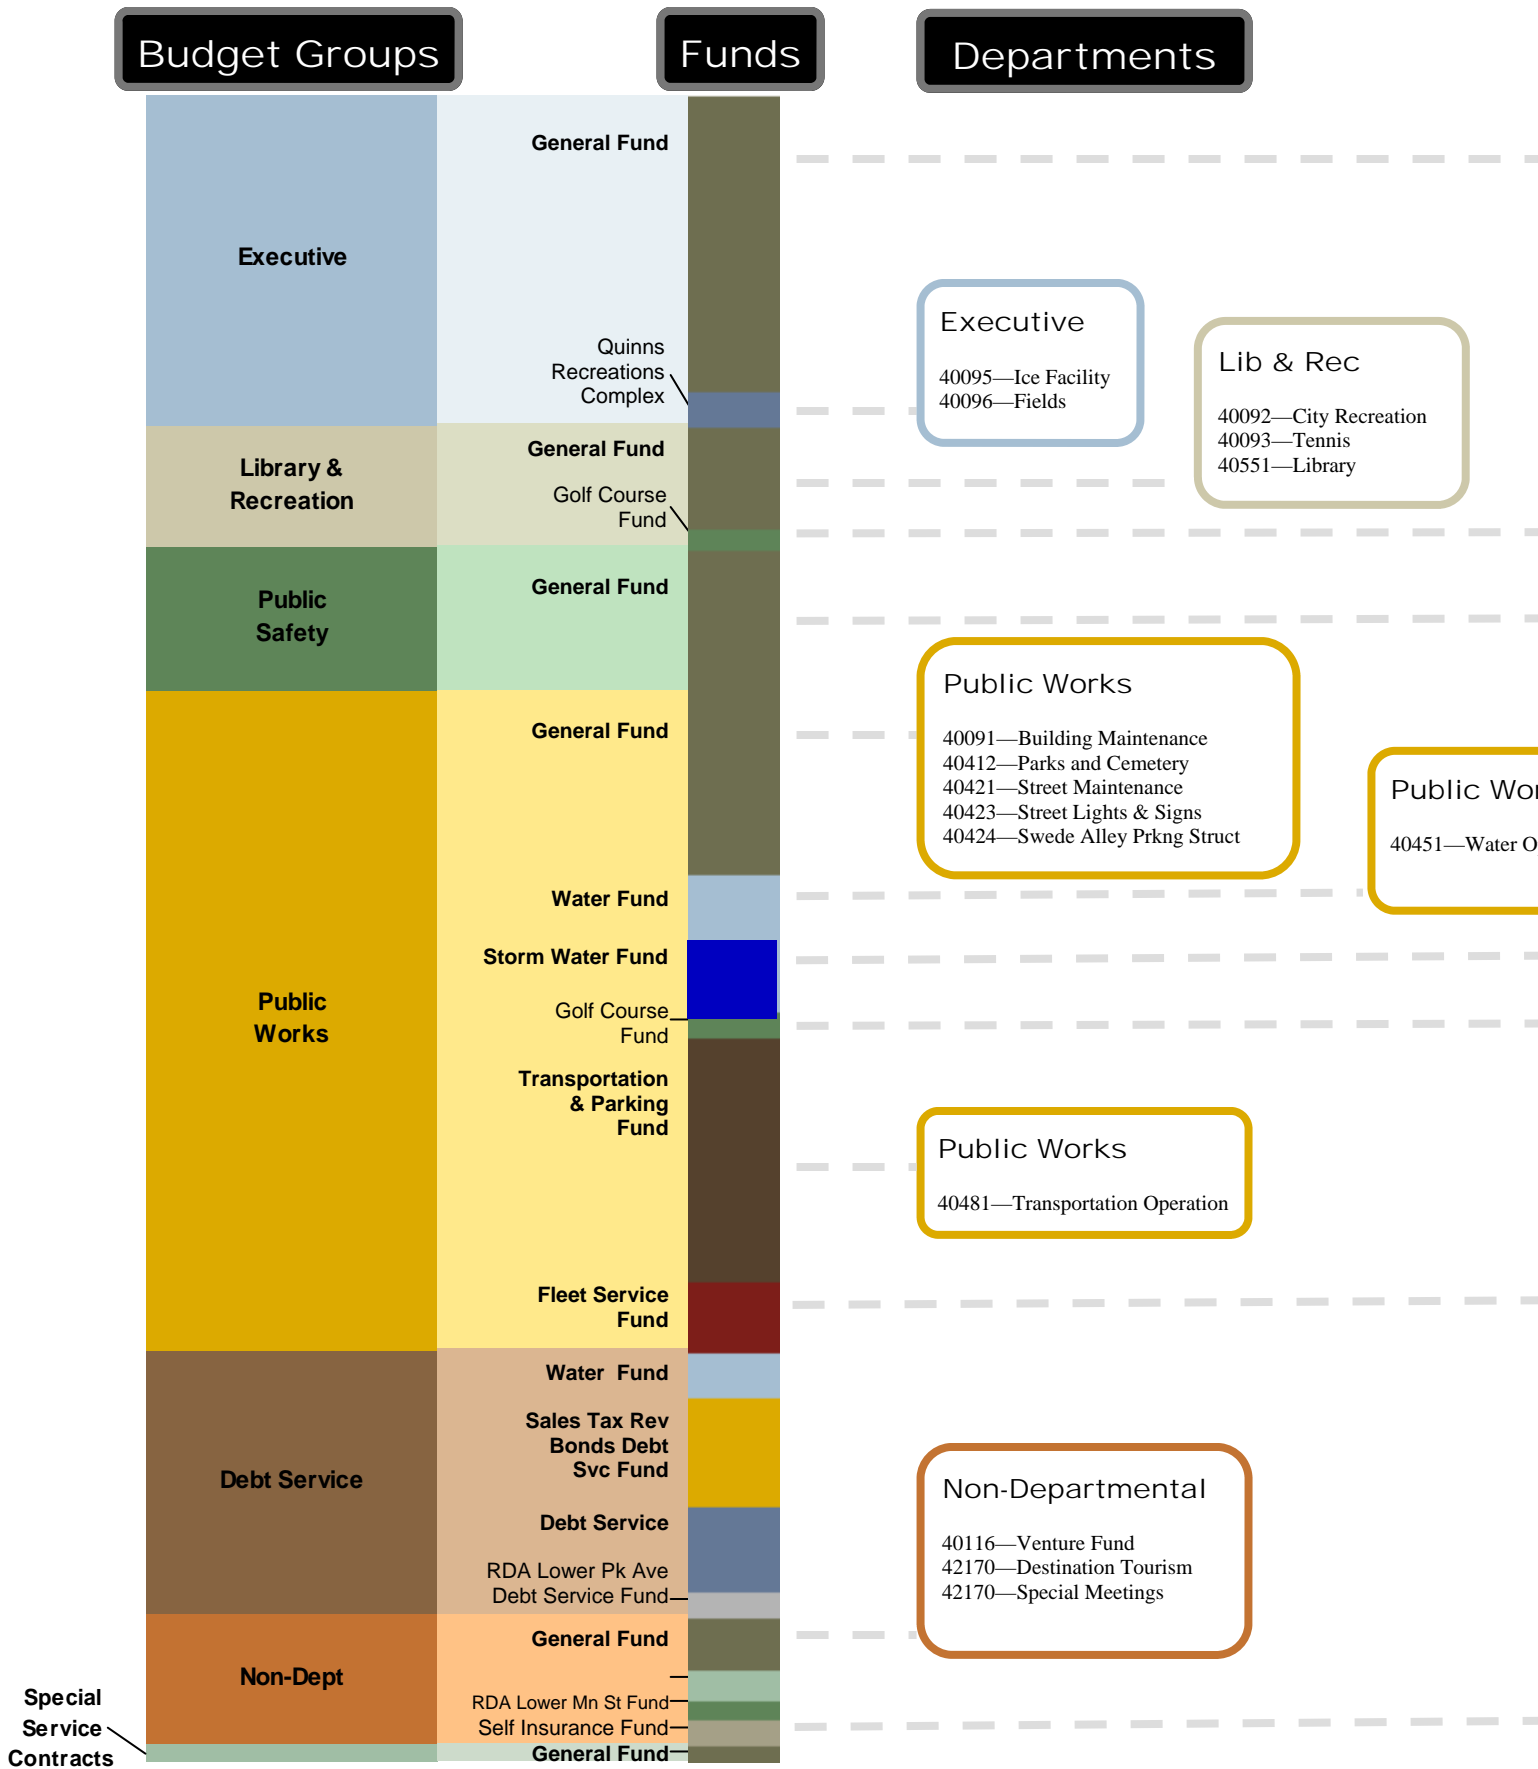 Budget Groups
Funds
Departments
General Fund
Executive
Quinns
Recreations
Complex
Executive
40095—Ice Facility
40096—Fields
Lib & Rec
40092—City Recreation
40093—Tennis
40551—Library
Library &
Recreation
General Fund
Golf Course
Fund
Public
Safety
General Fund
Public Works
40091—Building Maintenance
40412—Parks and Cemetery
40421—Street Maintenance
40423—Street Lights & Signs
40424—Swede Alley Prkng Struct
General Fund
Public Wor
40451—Water O
Water Fund
Storm Water Fund
Public
Works
Golf Course
Fund
Transportation
& Parking
Fund
Public Works
40481—Transportation Operation
Fleet Service
Fund
Water Fund
Sales Tax Rev
Bonds Debt
Svc Fund
Debt Service
Debt Service
RDA Lower Pk Ave
Debt Service Fund
Non-Departmental
40116—Venture Fund
42170—Destination Tourism
42170—Special Meetings
General Fund
Non-Dept
RDA Lower Mn St Fund
Self Insurance Fund
General Fund
Special
Service
Contracts